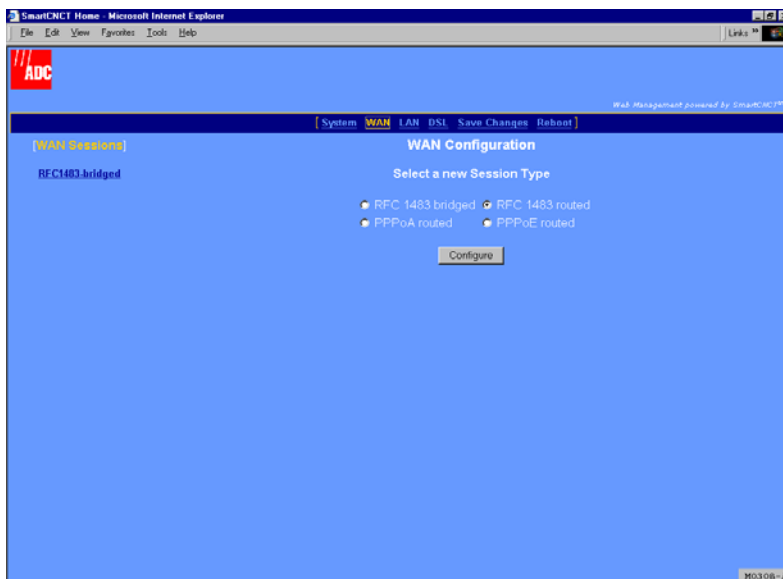 SmartCNCT Home - Microsoft Internet Explorer
File Edit View Favorites Tools Help Links »
ADC
Web Management powered by SmartCNCT
[ System WAN LAN DSL Save Changes Reboot ]
[WAN Sessions] WAN Configuration
RFC1483-bridged Select a new Session Type
RFC 1483 bridged RFC 1483 routed
PPPoA routed PPPoE routed
Configure